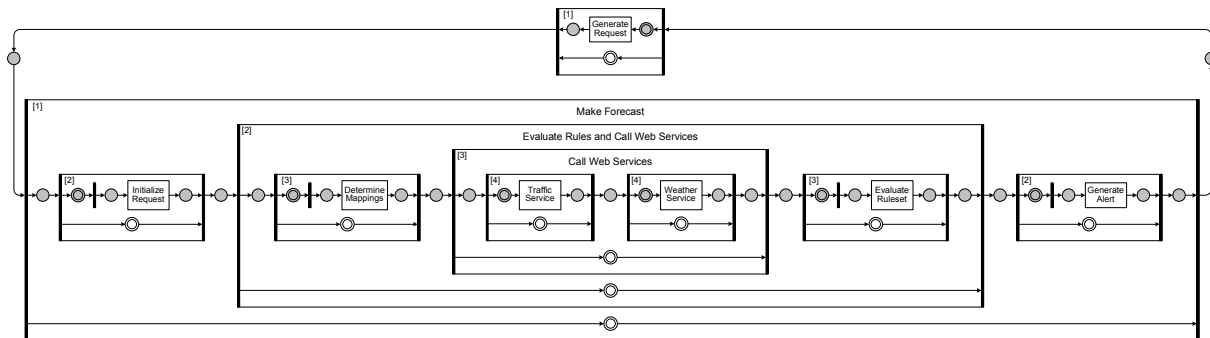 [1]
Generate
Request
[1]
Make Forecast
[2]
Evaluate Rules and Call Web Services
[3]
Call Web Services
[2]
Initialize
Request
[3]
Determine
Mappings
[4]
Traffic
Service
[4]
Weather
Service
[3]
Evaluate
Ruleset
[2]
Generate
Alert